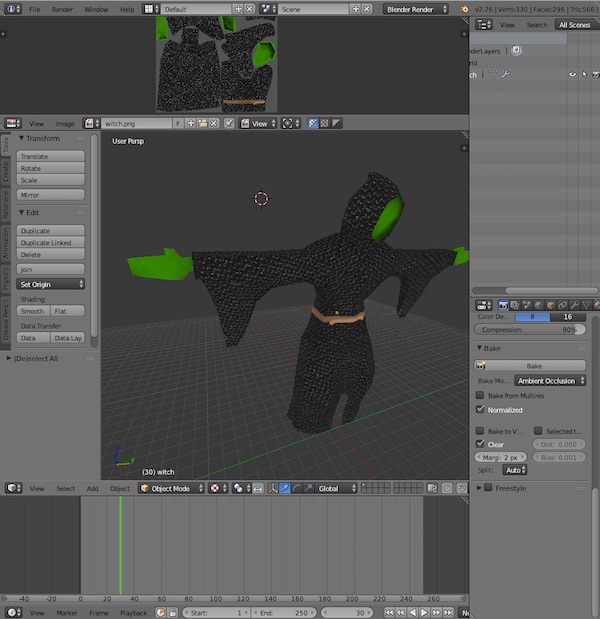 Default
Scene
Blender Render
v2.76 | Verts:330 | Faces:296 | Tris:566
View Search All Scenes
nderLayers
rld
ch
View Image witch.png F View
Tools
Create
Relations
Animation
Physics
Grease Pencil
Transform
Translate
Rotate
Scale
Mirror
Edit
Duplicate
Duplicate Linked
Delete
Join
Set Origin
Shading:
Smooth Flat
Data Transfer:
Data Data Lay
(De)select All
User Persp
(30) witch
View Select Add Object Object Mode Global
Color De... 8 16
Compression: 90%
Bake
Bake
Bake Mo... Ambient Occlusion
Bake from Multires
Normalized
Bake to V... Selected t...
Clear Dist: 0.000
Margi: 2 px Bias: 0.001
Split: Auto
Freestyle
-40 -20 0 20 40 60 80 100 120 140 160 180 200 220 240 260
View Marker Frame Playback Start: 1 End: 250 30 No